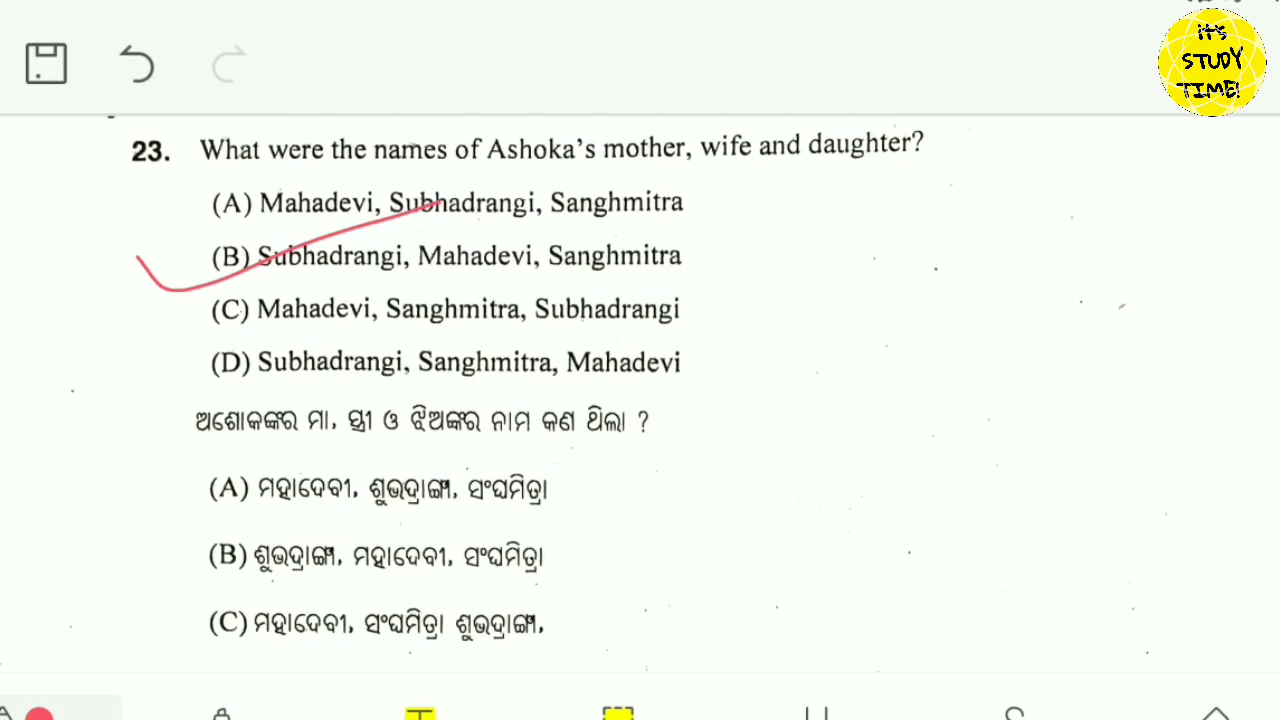 it's
STUDY
TIME!
23. What were the names of Ashoka's mother, wife and daughter?
(A) Mahadevi, Subhadrangi, Sanghmitra
(B) Subhadrangi, Mahadevi, Sanghmitra
(C) Mahadevi, Sanghmitra, Subhadrangi
(D) Subhadrangi, Sanghmitra, Mahadevi
ଅଶୋକଙ୍କର ମା, ସ୍ତ୍ରୀ ଓ ଝିଅଙ୍କର ନାମ କଣ ଥିଲା ?
(A) ମହାଦେବୀ, ଶୁଭଦ୍ରାଙ୍ଗୀ, ସଂଘମିତ୍ରା
(B) ଶୁଭଦ୍ରାଙ୍ଗୀ, ମହାଦେବୀ, ସଂଘମିତ୍ରା
(C) ମହାଦେବୀ, ସଂଘମିତ୍ରା ଶୁଭଦ୍ରାଙ୍ଗୀ,